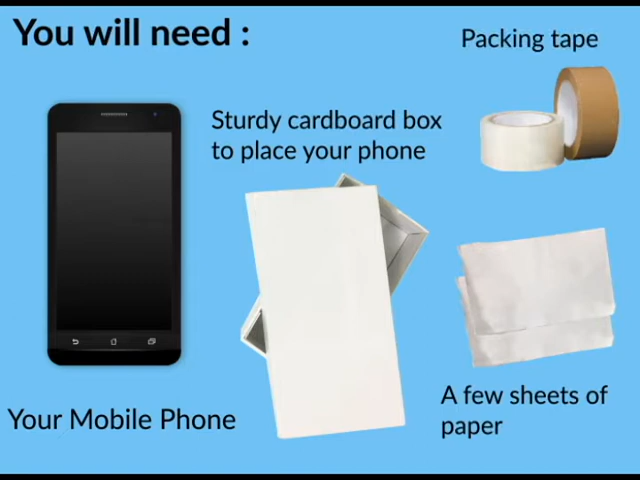 You will need :
Packing tape
Sturdy cardboard box
to place your phone
Your Mobile Phone
A few sheets of
paper